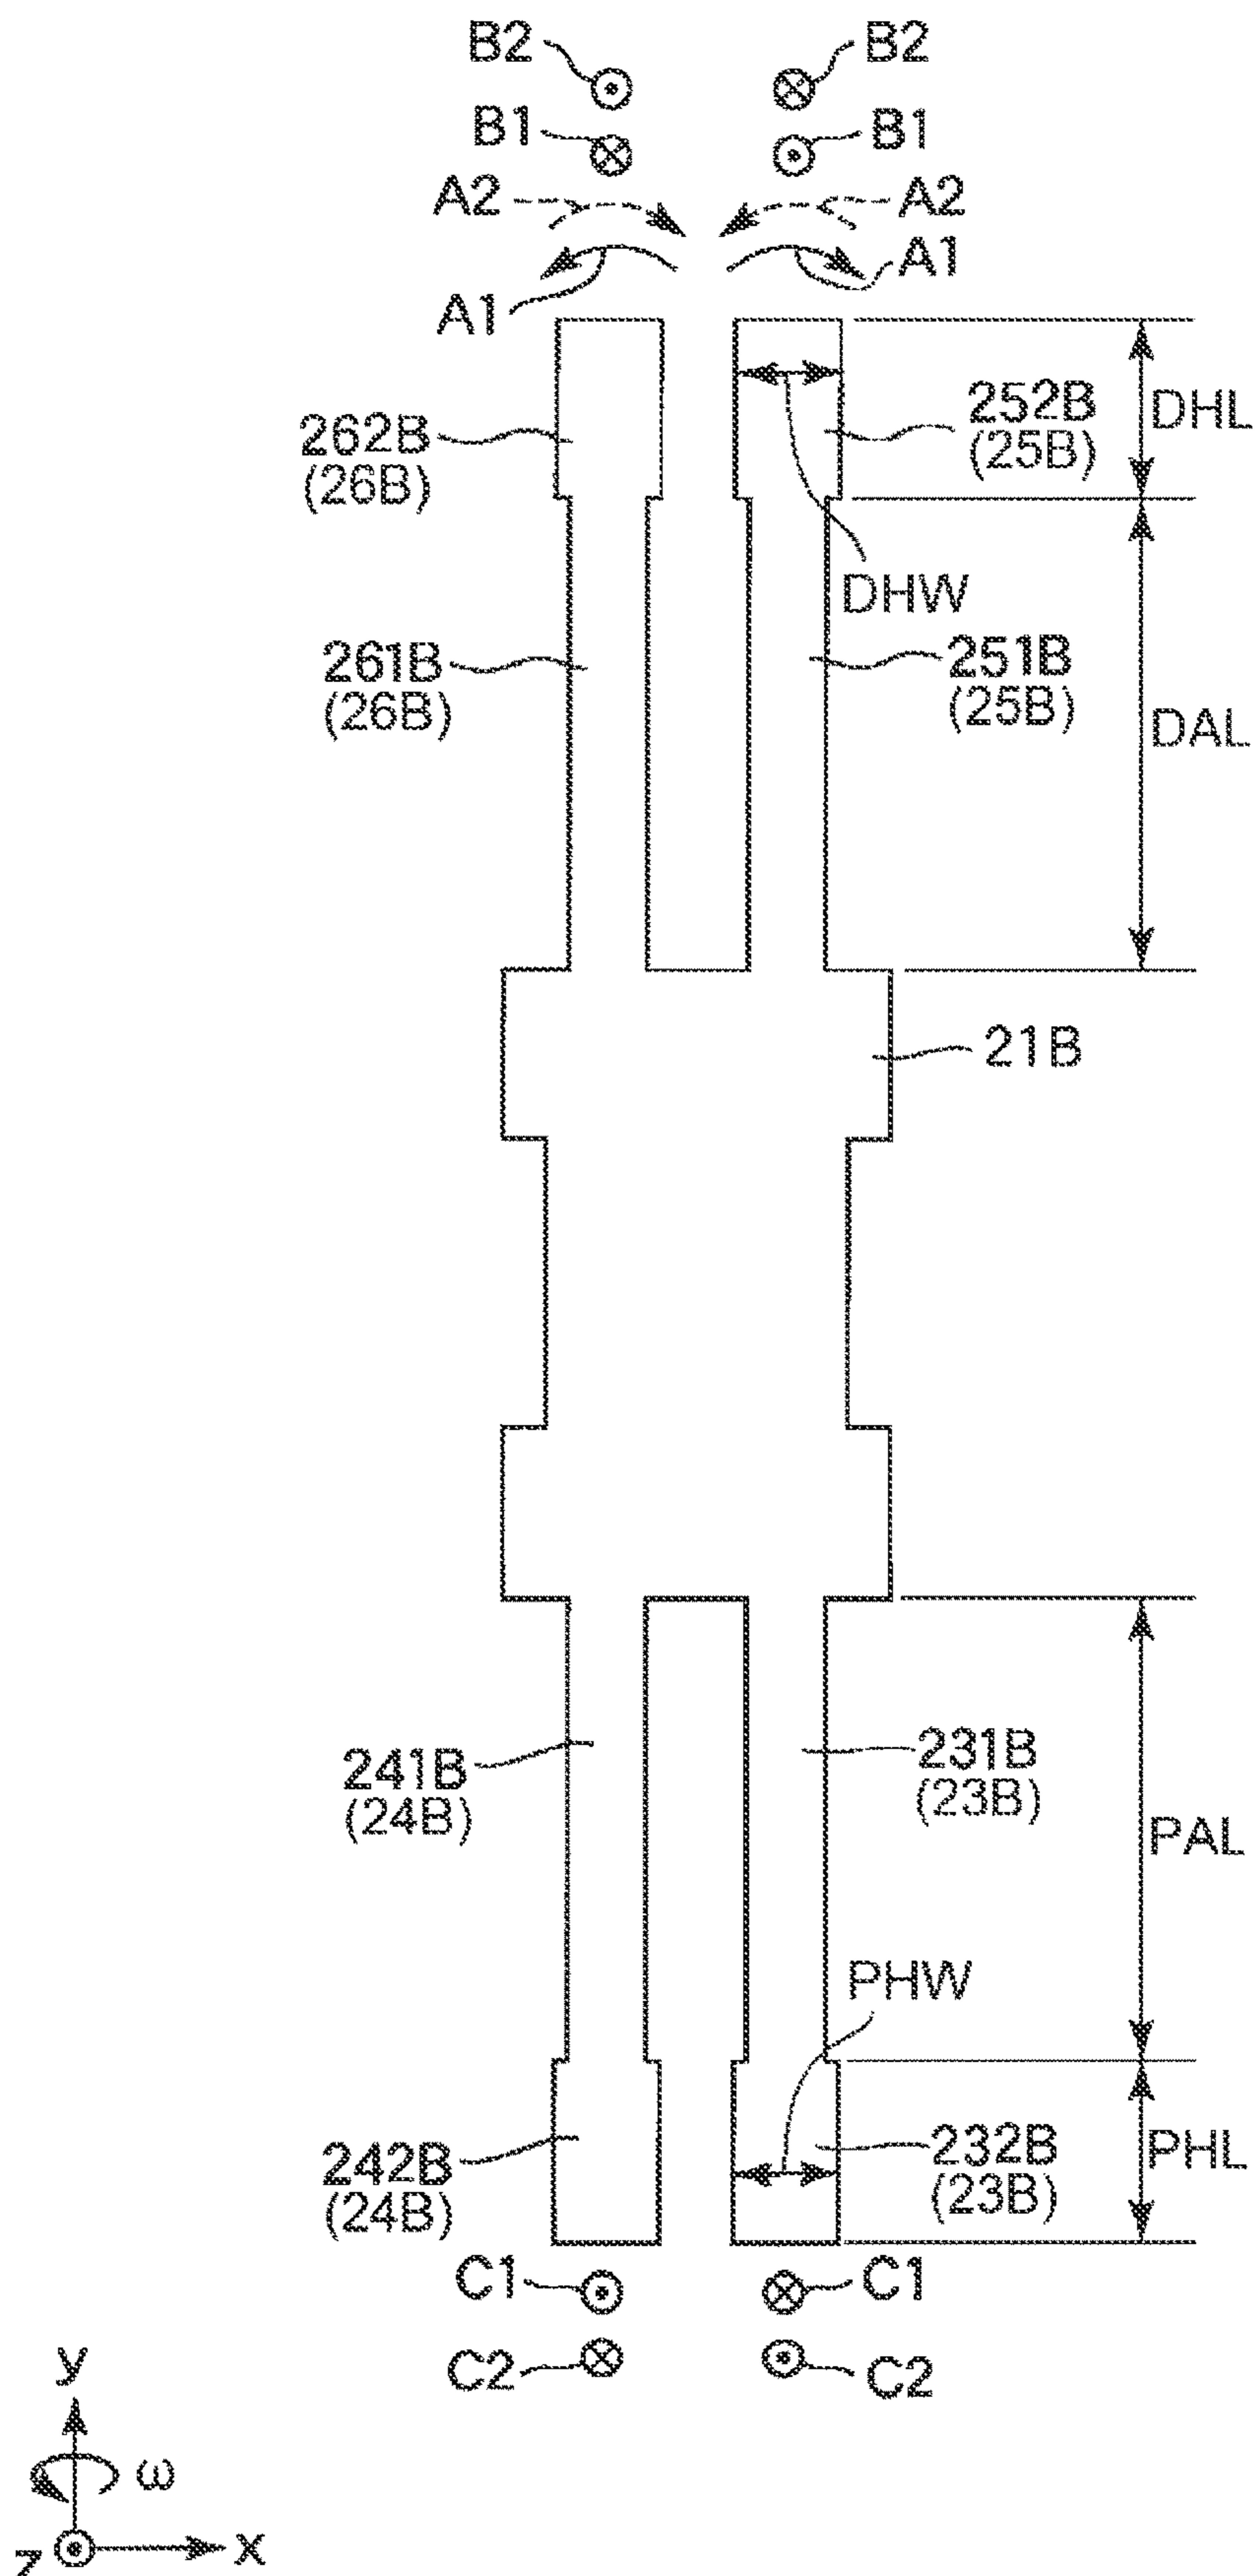 B2
B2
B1
B1
A2
A2
A1
A1
252B
(25B)
DHL
262B
(26B)
DHW
261B
(26B)
251B
(25B)
DAL
21B
241B
(24B)
231B
(23B)
PAL
PHW
242B
(24B)
232B
(23B)
PHL
C1
C1
C2
C2
y
ω
x
z